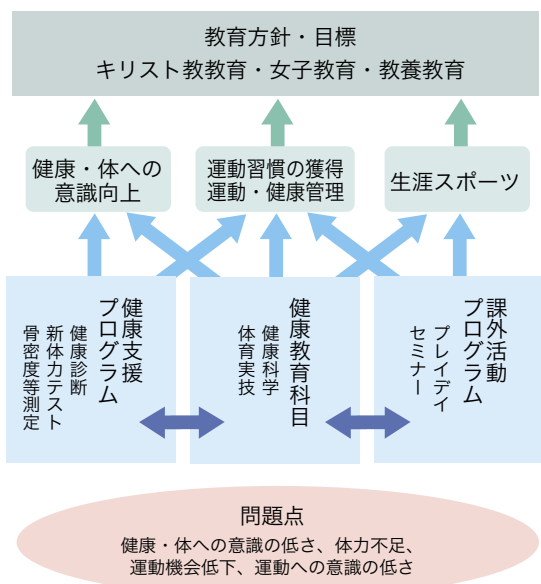 教育方針・目標
キリスト教教育・女子教育・教養教育
健康・体への
意識向上
運動習慣の獲得
運動・健康管理
生涯スポーツ
健康支援
プログラム
健康診断
新体力テスト
骨密度等測定
健康教育科目
健康科学
体育実技
課外活動
プログラム
プレイデイ
セミナー
問題点
健康・体への意識の低さ、体力不足、
運動機会低下、運動への意識の低さ